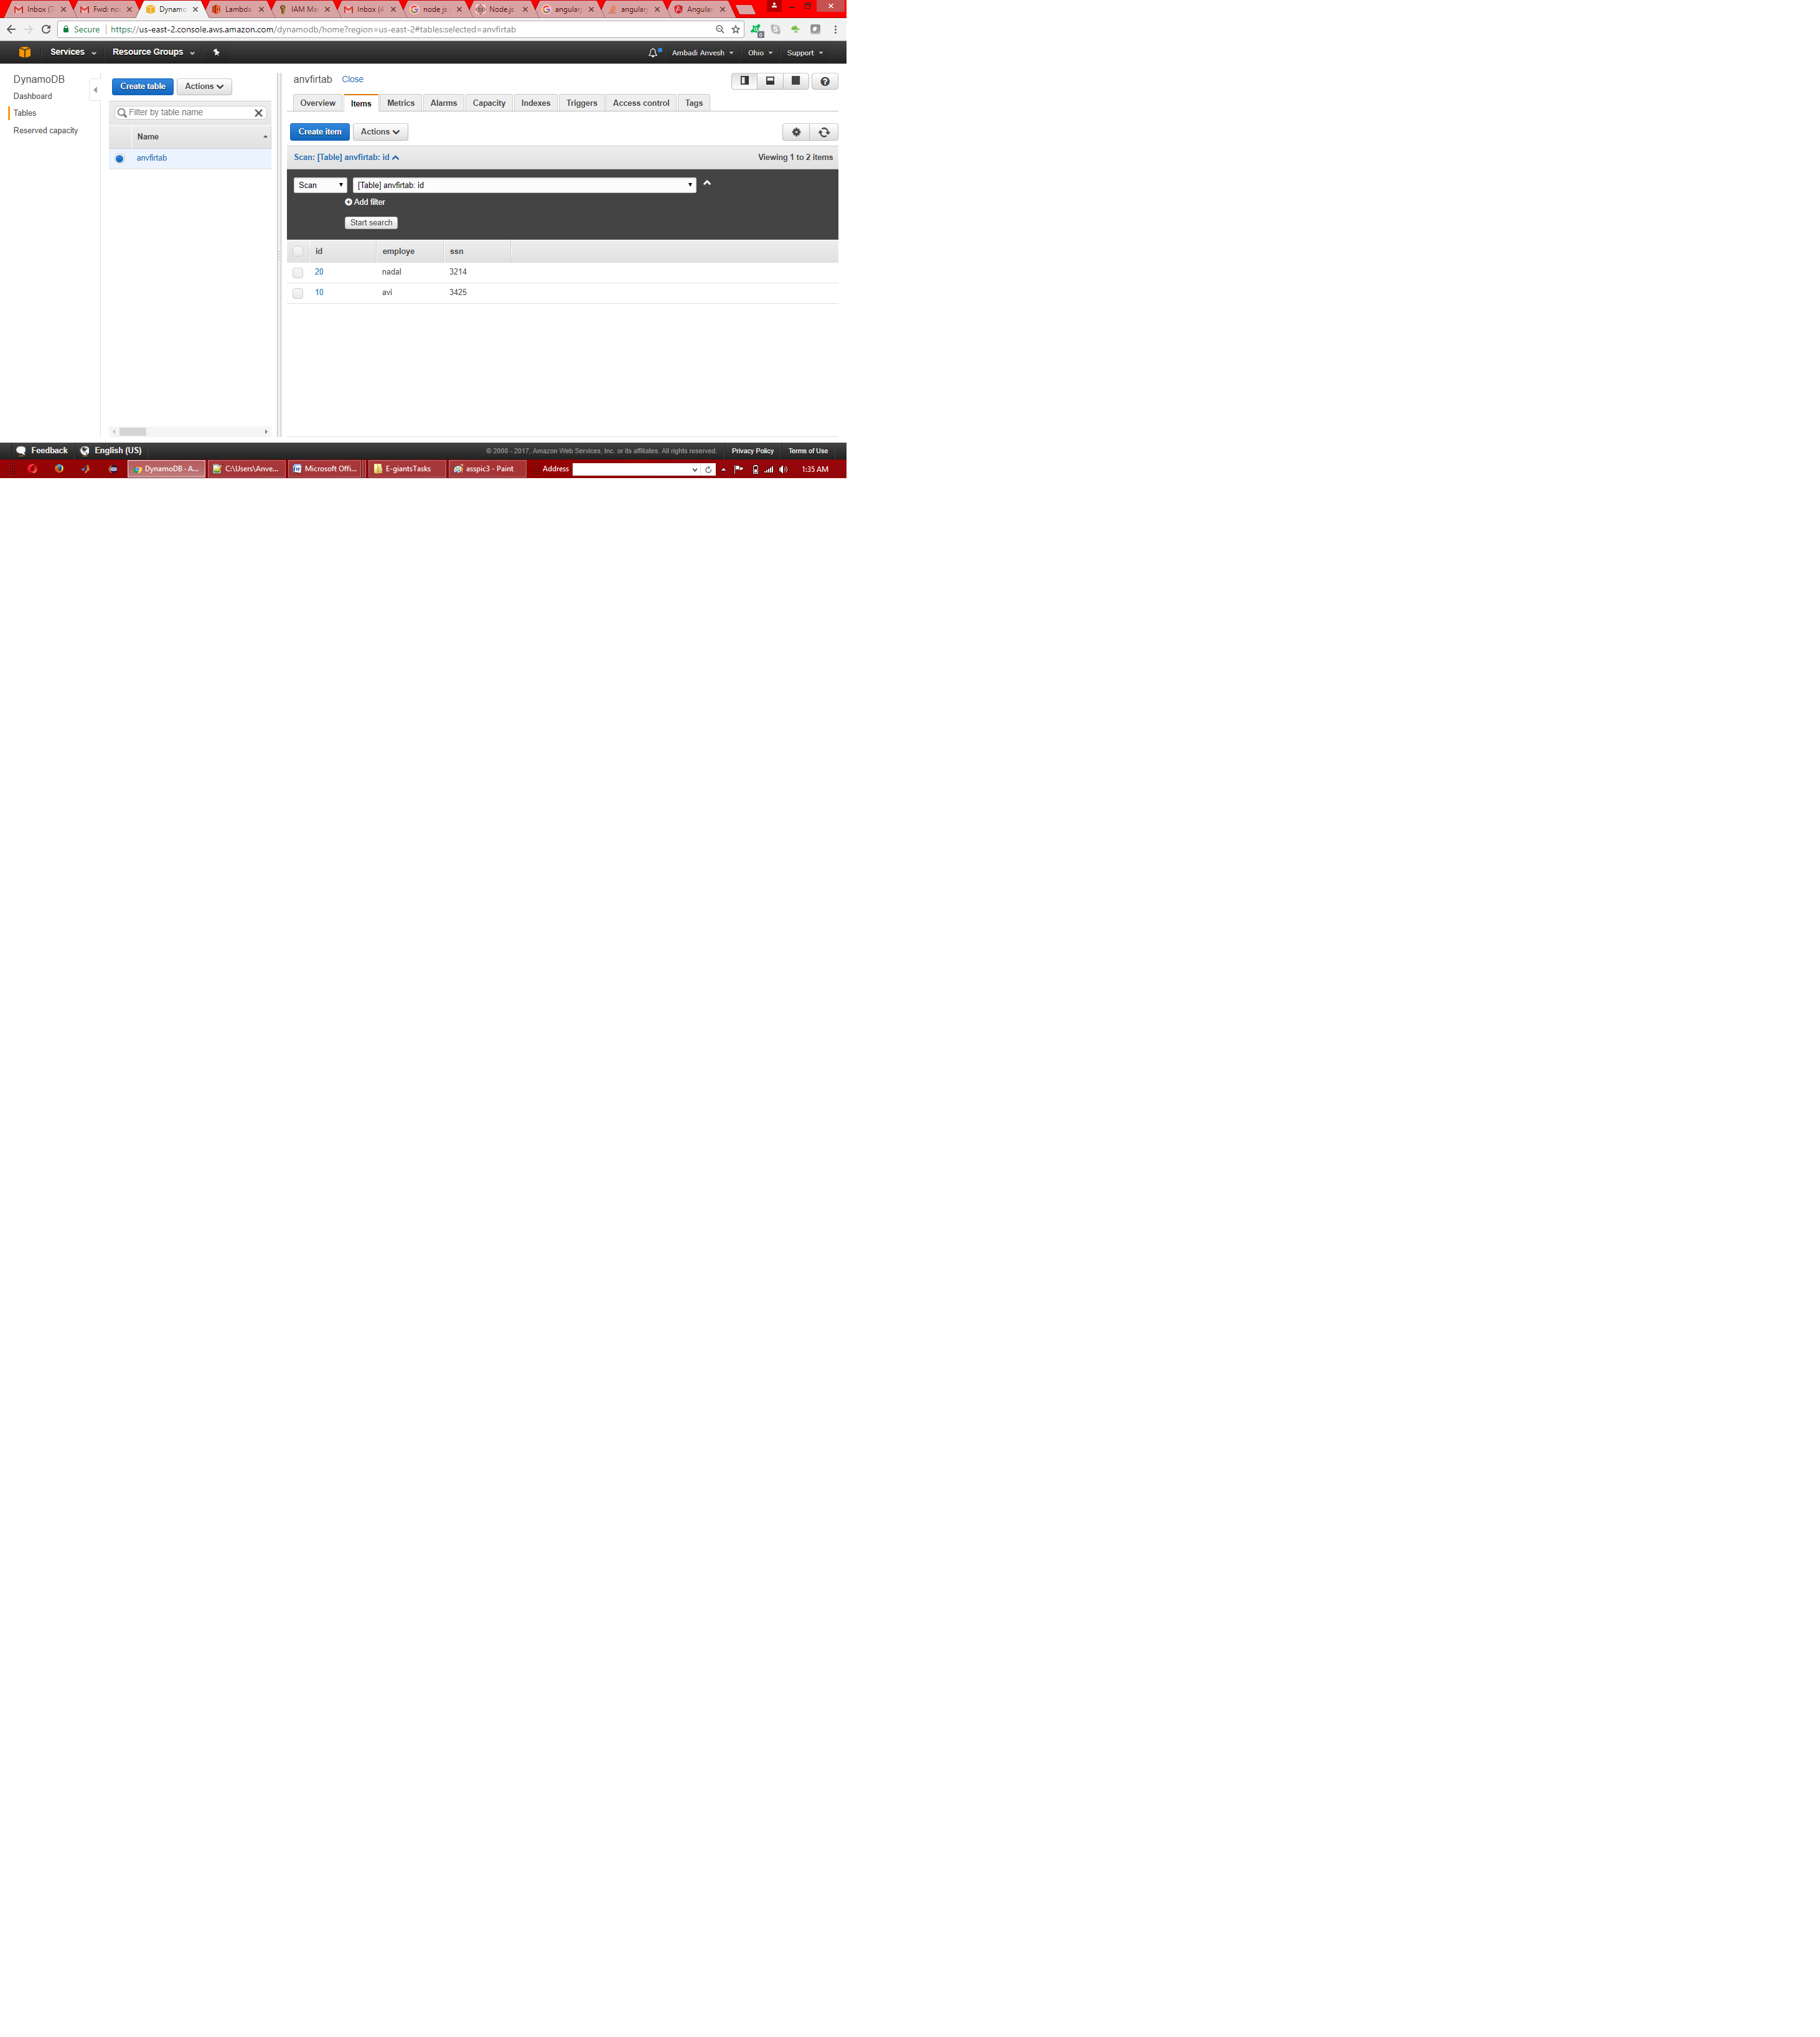 Inbox (7 Fwd: no Dynamo Lambda IAM Ma Inbox (4 node js Node.js angularj angularj Angular
Secure https://us-east-2.console.aws.amazon.com/dynamodb/home?region=us-east-2#tables:selected=anvfirtab
Services Resource Groups Ambadi Anvesh Ohio Support
DynamoDB
Dashboard
Tables
Reserved capacity
Create table Actions
Filter by table name
Name
anvfirtab
anvfirtab Close
Overview Items Metrics Alarms Capacity Indexes Triggers Access control Tags
Create item Actions
Scan: [Table] anvfirtab: id Viewing 1 to 2 items
Scan [Table] anvfirtab: id
Add filter
Start search
id employe ssn
20 nadal 3214
10 avi 3425
Feedback English (US) © 2008 - 2017, Amazon Web Services, Inc. or its affiliates. All rights reserved. Privacy Policy Terms of Use
DynamoDB - A... C:\Users\Anve... Microsoft Offi... E-giantsTasks asspic3 - Paint Address 1:35 AM